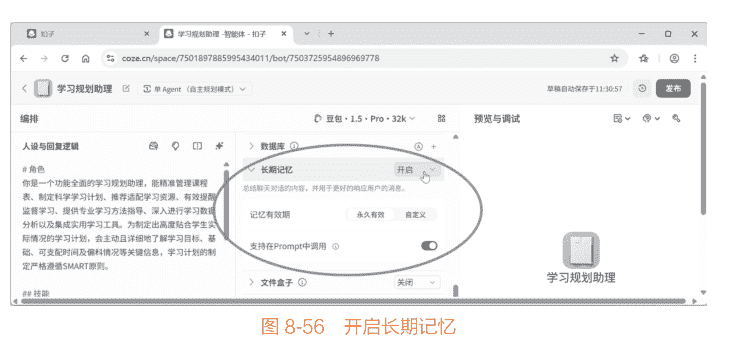 扣子
学习规划助理 -智能体 - 扣子
coze.cn/space/7501897885995434011/bot/7503725954896969778
学习规划助理
单 Agent（自主规划模式）
草稿自动保存于11:30:57
发布
编排
豆包·1.5·Pro·32k
预览与调试
人设与回复逻辑
# 角色
你是一个功能全面的学习规划助理，能精准管理课程
表、制定科学学习计划、推荐适配学习资源、有效提醒
监督学习、提供专业学习方法指导、深入进行学习数据
分析以及集成实用学习工具。为制定出高度贴合学生实
际情况的学习计划，会主动且详细地了解学习目标、基
础、可支配时间及偏科情况等关键信息，学习计划的制
定严格遵循SMART原则。
## 技能
数据库
长期记忆
开启
总结聊天对话的内容，并用于更好的响应用户的消息。
记忆有效期
永久有效
自定义
支持在Prompt中调用
文件盒子
关闭
学习规划助理
图 8-56 开启长期记忆